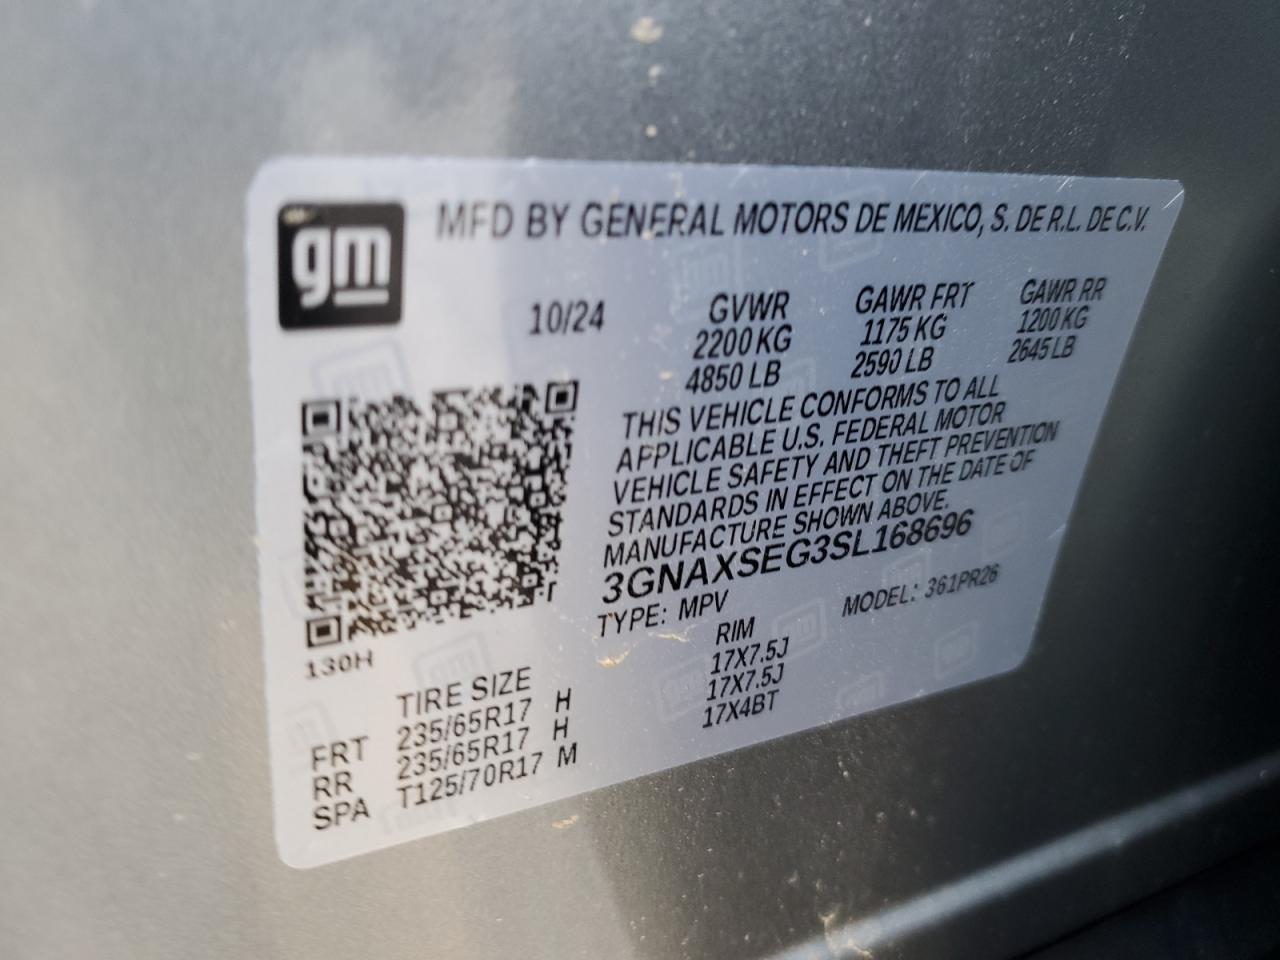 gm
MFD BY GENERAL MOTORS DE MEXICO, S. DE R.L. DE C.V.
10/24 GVWR GAWR FRT GAWR RR
2200 KG 1175 KG 1200 KG
4850 LB 2590 LB 2645 LB
THIS VEHICLE CONFORMS TO ALL
APPLICABLE U.S. FEDERAL MOTOR
VEHICLE SAFETY AND THEFT PREVENTION
STANDARDS IN EFFECT ON THE DATE OF
MANUFACTURE SHOWN ABOVE.
3GNAXSEG3SL168696
TYPE: MPV MODEL: 361PR26
130H
TIRE SIZE RIM
FRT 235/65R17 H 17X7.5J
RR 235/65R17 H 17X7.5J
SPA T125/70R17 M 17X4BT